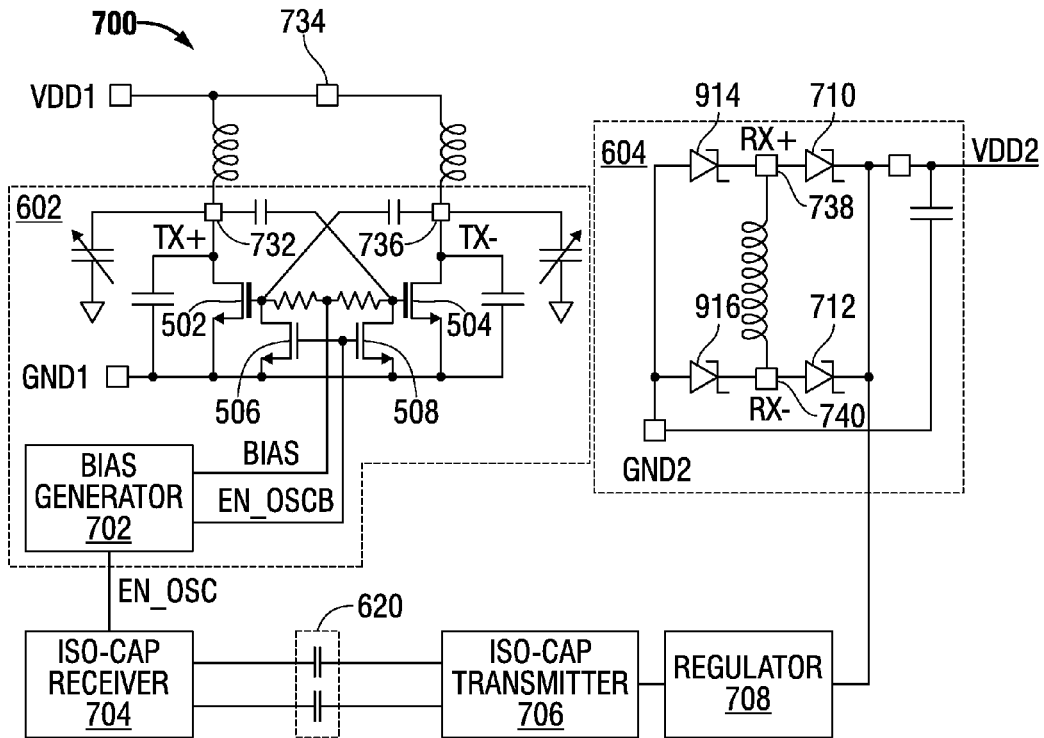 700
734
VDD1
914
710
604
RX+
VDD2
738
602
TX+
732
736
TX-
502
504
916
712
GND1
506
508
RX-
740
GND2
BIAS
GENERATOR
702
BIAS
EN_OSCB
EN_OSC
620
ISO-CAP
RECEIVER
704
ISO-CAP
TRANSMITTER
706
REGULATOR
708